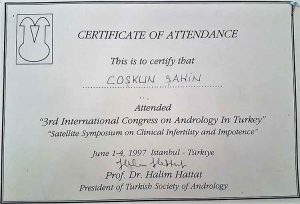 CERTIFICATE OF ATTENDANCE
This is to certify that
COSKUN SAHIN
Attended
"3rd International Congress on Andrology In Turkey"
"Satellite Symposium on Clinical Infertility and Impotence"
June 1-4, 1997 Istanbul - Türkiye
Prof. Dr. Halim Hattat
President of Turkish Society of Andrology